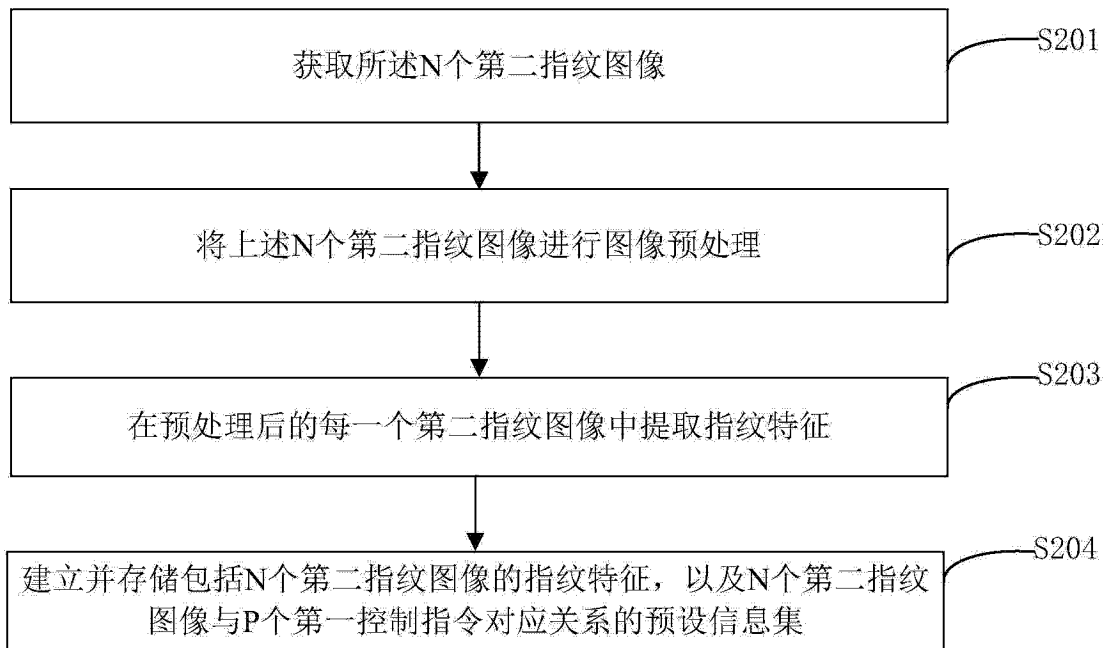 获取所述N个第二指纹图像
S201
将上述N个第二指纹图像进行图像预处理
S202
在预处理后的每一个第二指纹图像中提取指纹特征
S203
建立并存储包括N个第二指纹图像的指纹特征，以及N个第二指纹
图像与P个第一控制指令对应关系的预设信息集
S204